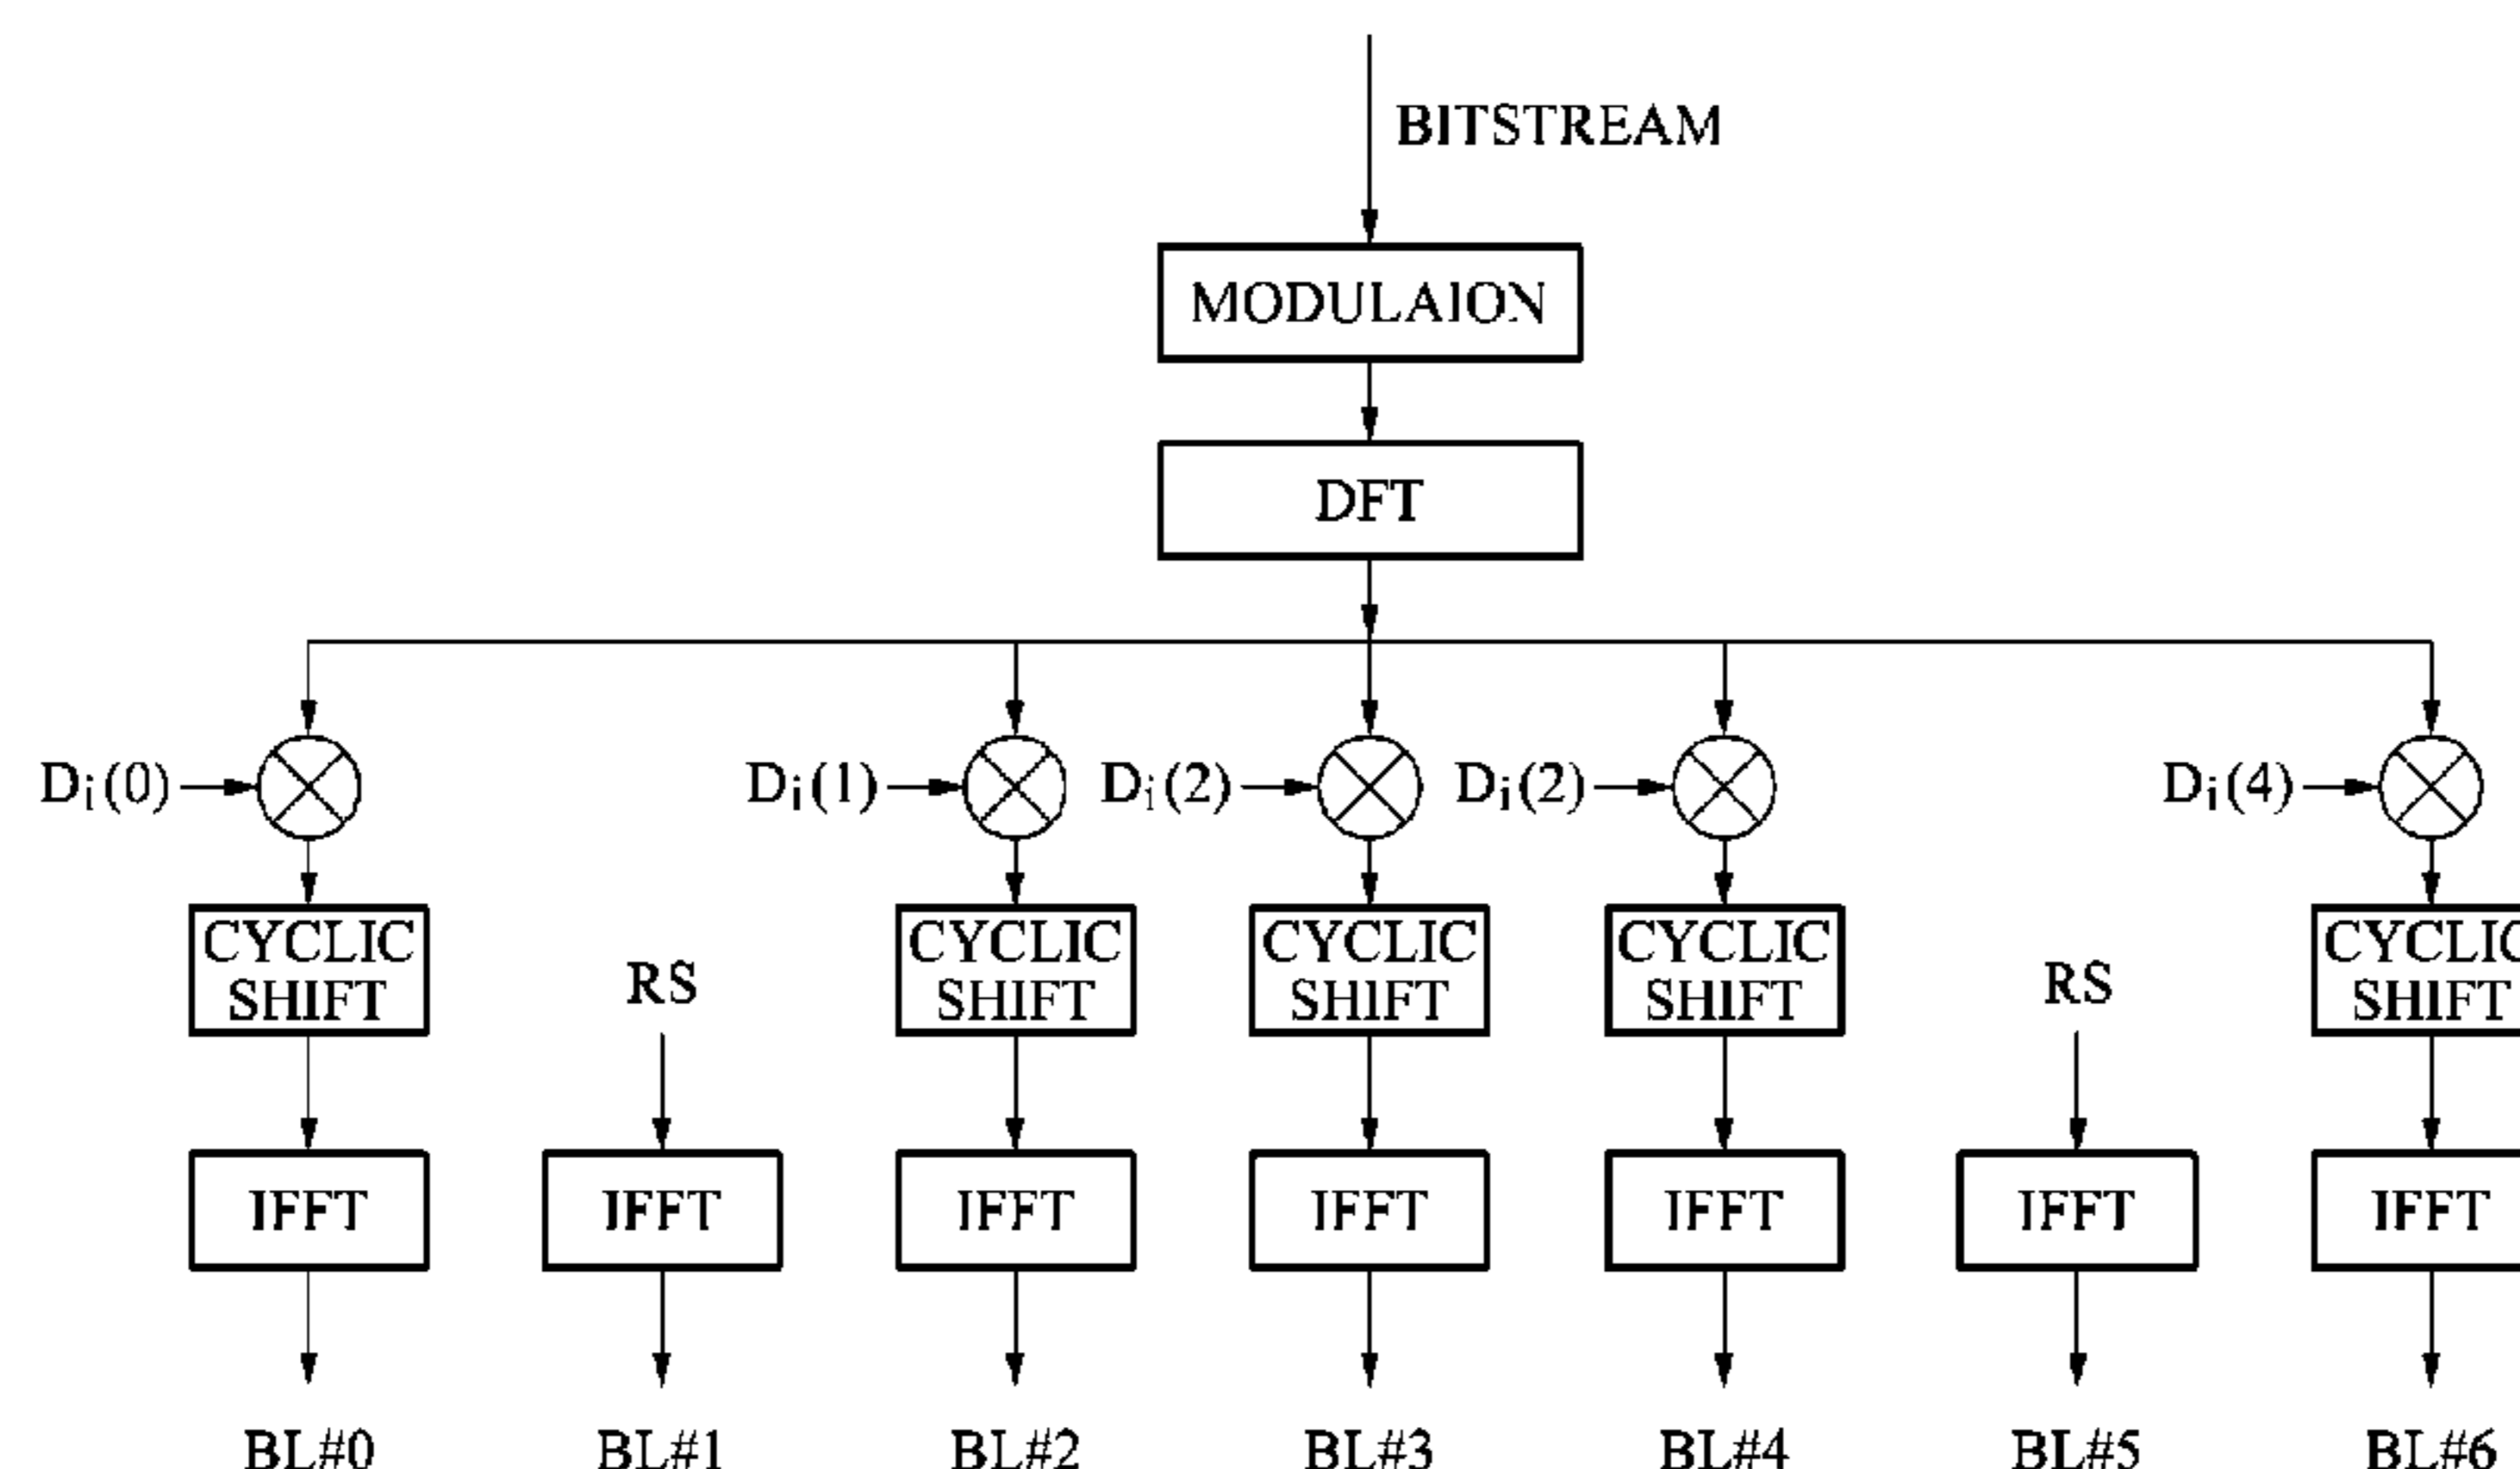 BITSTREAM
MODULAION
DFT
Di(0)
Di(1)
Di(2)
Di(2)
Di(4)
CYCLIC
SHIFT
RS
CYCLIC
SHIFT
CYCLIC
SHIFT
CYCLIC
SHIFT
RS
CYCLIC
SHIFT
IFFT
IFFT
IFFT
IFFT
IFFT
IFFT
IFFT
BL#0
BL#1
BL#2
BL#3
BL#4
BL#5
BL#6